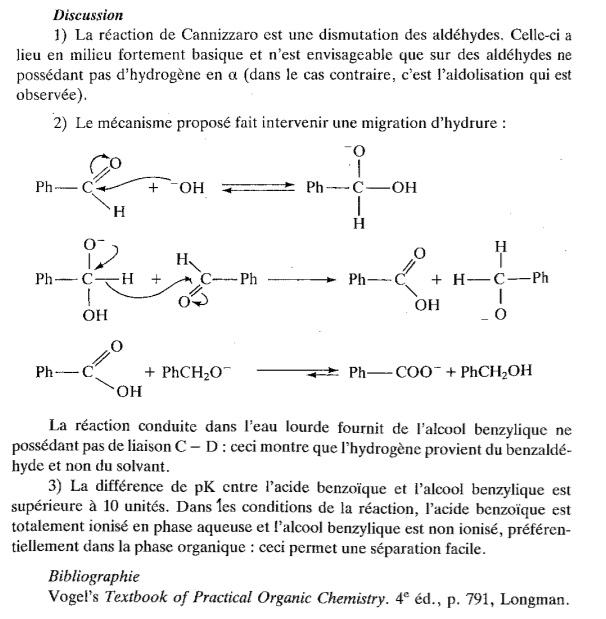 Discussion
1) La réaction de Cannizzaro est une dismutation des aldéhydes. Celle-ci a
lieu en milieu fortement basique et n'est envisageable que sur des aldéhydes ne
possédant pas d'hydrogène en α (dans le cas contraire, c'est l'aldolisation qui est
observée).
2) Le mécanisme proposé fait intervenir une migration d'hydrure :
O
Ph—C + ⁻OH ⇌ Ph—C—OH
H
⁻O
H
O⁻
Ph—C—H + C—Ph → Ph—C + H—C—Ph
OH
H
O
O
OH
H
_ O
O
Ph—C + PhCH₂O⁻ ⇌ Ph—COO⁻ + PhCH₂OH
OH
La réaction conduite dans l'eau lourde fournit de l'alcool benzylique ne
possédant pas de liaison C – D : ceci montre que l'hydrogène provient du benzaldé-
hyde et non du solvant.
3) La différence de pK entre l'acide benzoïque et l'alcool benzylique est
supérieure à 10 unités. Dans les conditions de la réaction, l'acide benzoïque est
totalement ionisé en phase aqueuse et l'alcool benzylique est non ionisé, préféren-
tiellement dans la phase organique : ceci permet une séparation facile.
Bibliographie
Vogel's Textbook of Practical Organic Chemistry. 4ᵉ éd., p. 791, Longman.